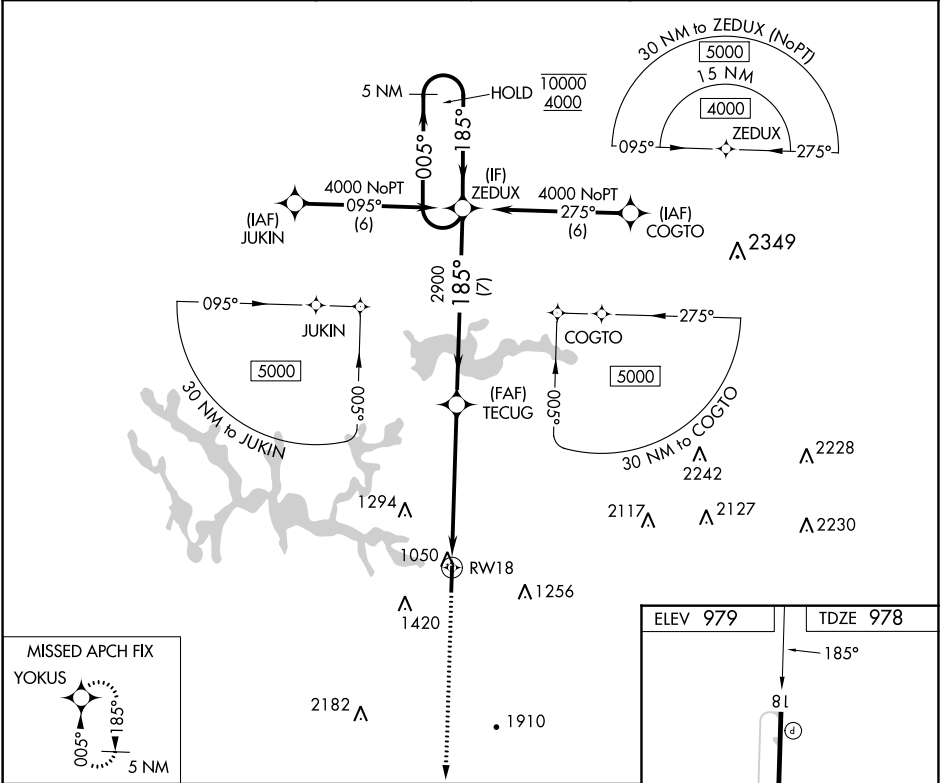 30 NM to ZEDUX (NoPT)
5000
15 NM
4000
ZEDUX
095°
275°
5 NM
HOLD
10000
4000
005°
185°
(IF)
ZEDUX
4000 NoPT
095°
(6)
(IAF)
JUKIN
4000 NoPT
275°
(6)
(IAF)
COGTO
2349
2900
185°
(7)
095°
JUKIN
5000
005°
30 NM to JUKIN
COGTO
275°
5000
005°
30 NM to COGTO
(FAF)
TECUG
2228
2242
1294
2117
2127
2230
1050
RW18
1256
1420
2182
1910
MISSED APCH FIX
YOKUS
005°
185°
5 NM
ELEV 979
TDZE 978
185°
18
P